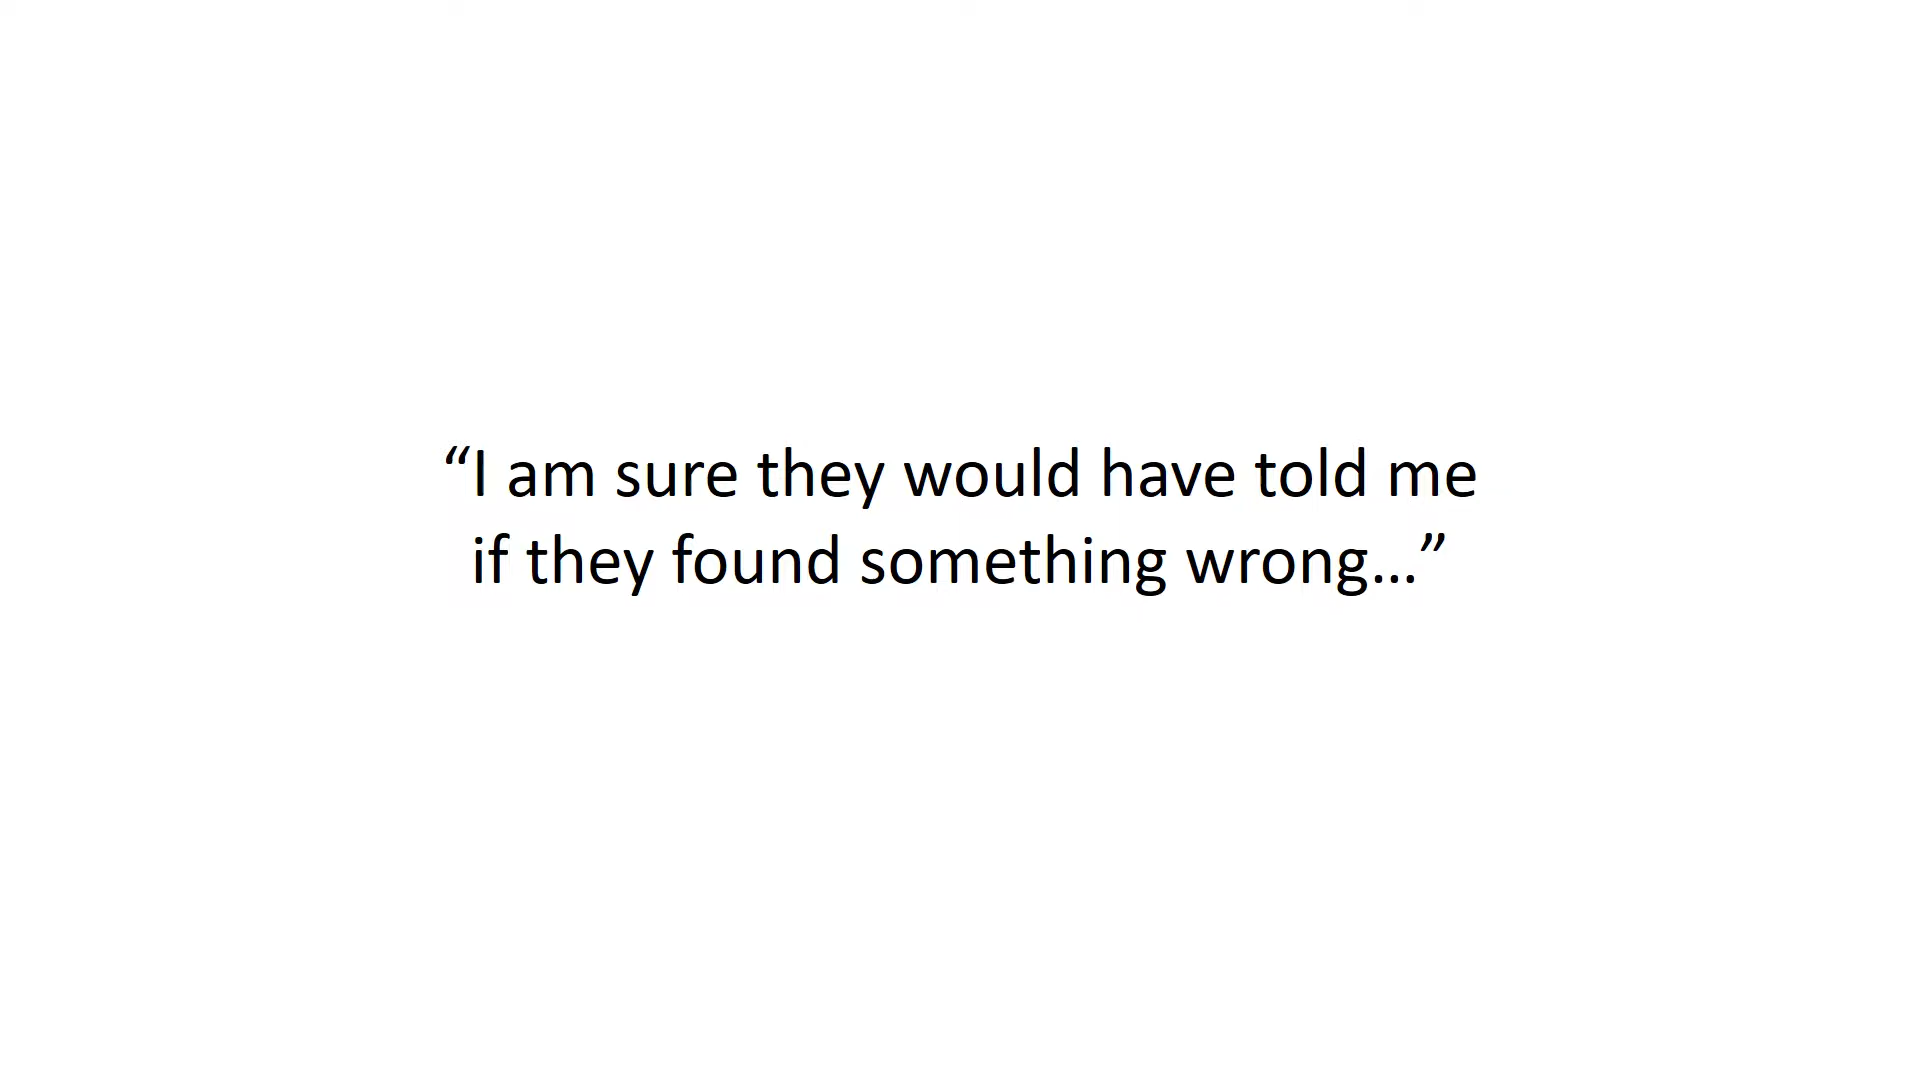 “I am sure they would have told me
if they found something wrong…”